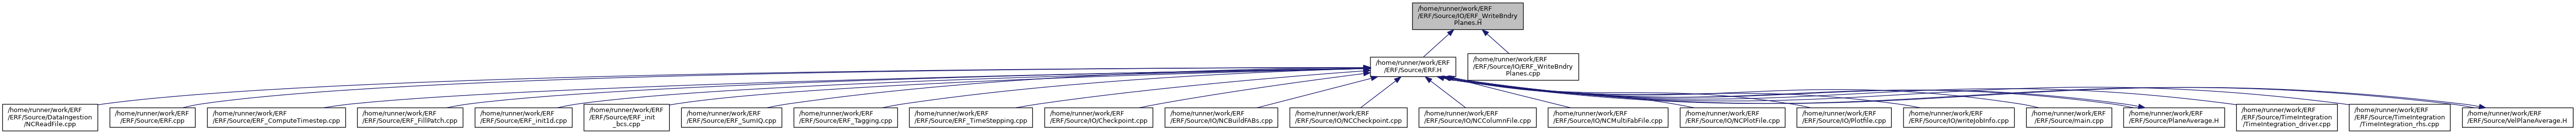 /home/runner/work/ERF
/ERF/Source/IO/ERF_WriteBndry
Planes.H
/home/runner/work/ERF
/ERF/Source/ERF.H
/home/runner/work/ERF
/ERF/Source/IO/ERF_WriteBndry
Planes.cpp
/home/runner/work/ERF
/ERF/Source/DataIngestion
/NCReadFile.cpp
/home/runner/work/ERF
/ERF/Source/ERF.cpp
/home/runner/work/ERF
/ERF/Source/ERF_ComputeTimestep.cpp
/home/runner/work/ERF
/ERF/Source/ERF_FillPatch.cpp
/home/runner/work/ERF
/ERF/Source/ERF_init1d.cpp
/home/runner/work/ERF
/ERF/Source/ERF_init
_bcs.cpp
/home/runner/work/ERF
/ERF/Source/ERF_SumIQ.cpp
/home/runner/work/ERF
/ERF/Source/ERF_Tagging.cpp
/home/runner/work/ERF
/ERF/Source/ERF_TimeStepping.cpp
/home/runner/work/ERF
/ERF/Source/IO/Checkpoint.cpp
/home/runner/work/ERF
/ERF/Source/IO/NCBuildFABs.cpp
/home/runner/work/ERF
/ERF/Source/IO/NCCheckpoint.cpp
/home/runner/work/ERF
/ERF/Source/IO/NCColumnFile.cpp
/home/runner/work/ERF
/ERF/Source/IO/NCMultiFabFile.cpp
/home/runner/work/ERF
/ERF/Source/IO/NCPlotFile.cpp
/home/runner/work/ERF
/ERF/Source/IO/Plotfile.cpp
/home/runner/work/ERF
/ERF/Source/IO/writeJobInfo.cpp
/home/runner/work/ERF
/ERF/Source/main.cpp
/home/runner/work/ERF
/ERF/Source/PlaneAverage.H
/home/runner/work/ERF
/ERF/Source/TimeIntegration
/TimeIntegration_driver.cpp
/home/runner/work/ERF
/ERF/Source/TimeIntegration
/TimeIntegration_rhs.cpp
/home/runner/work/ERF
/ERF/Source/VelPlaneAverage.H